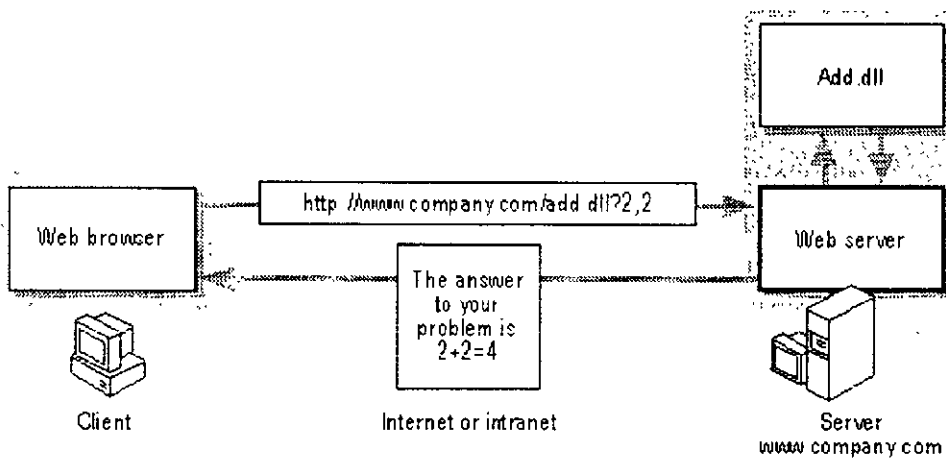 Add.dll
http //www company com/add dll?2,2
Web browser
Web server
The answer
to your
problem is
2+2=4
Client
Internet or intranet
Server
www company com